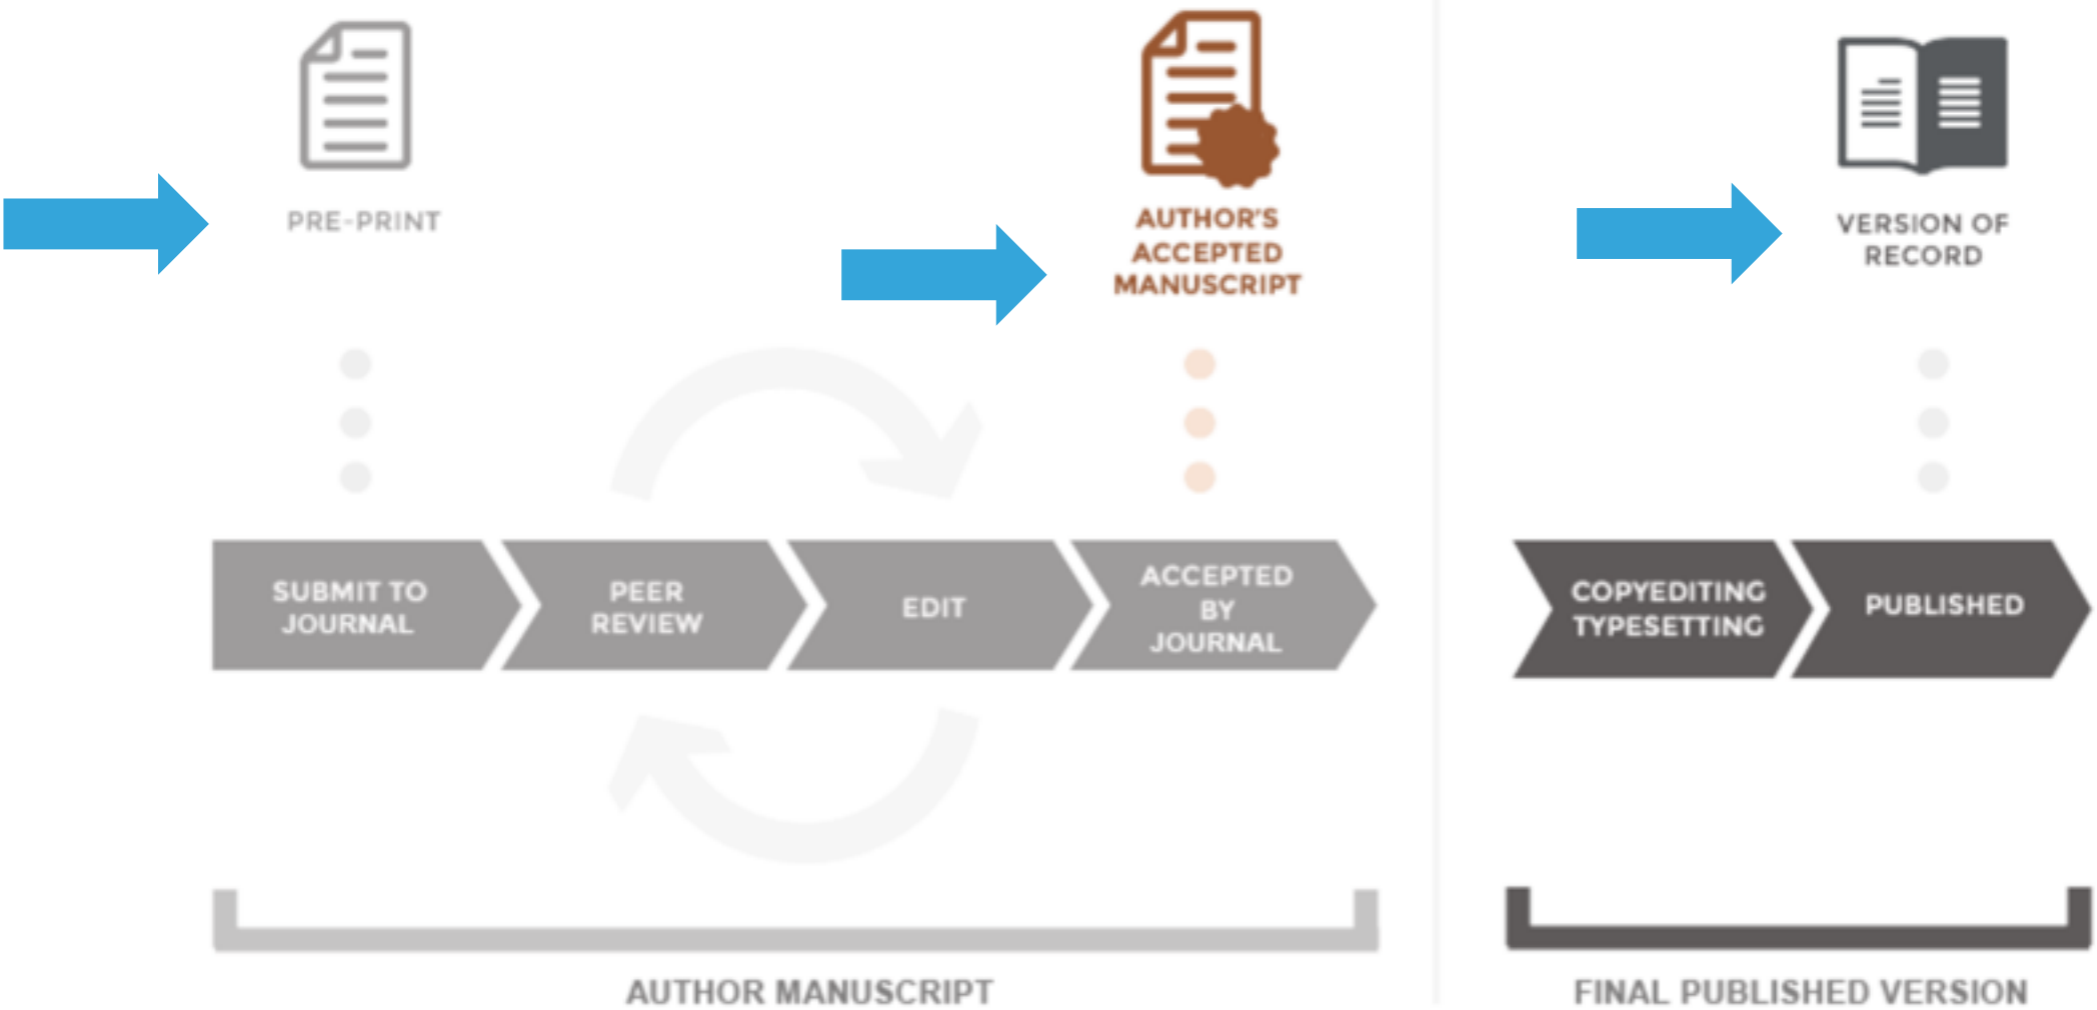 PRE-PRINT
AUTHOR'S
ACCEPTED
MANUSCRIPT
VERSION OF
RECORD
SUBMIT TO
JOURNAL
PEER
REVIEW
EDIT
ACCEPTED
BY
JOURNAL
COPYEDITING
TYPESETTING
PUBLISHED
AUTHOR MANUSCRIPT
FINAL PUBLISHED VERSION